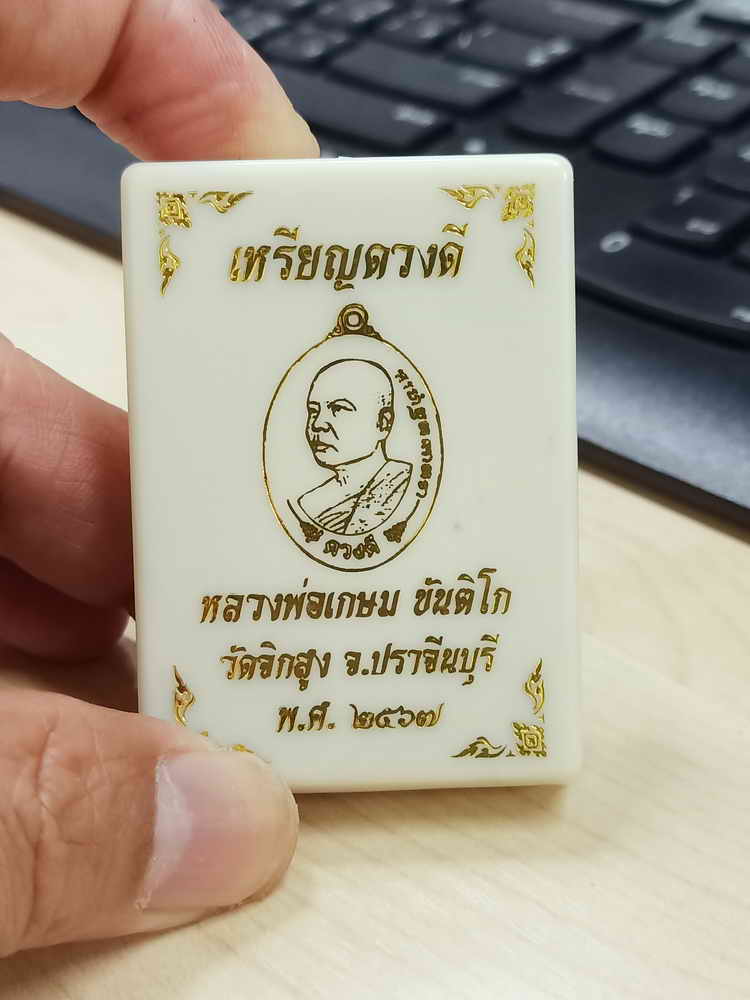 เหรียญดวงดี
ดวงดี
หลวงพ่อเกษม ขันติโก
วัดจิกสูง จ.ปราจีนบุรี
พ.ศ. ๒๕๖๗